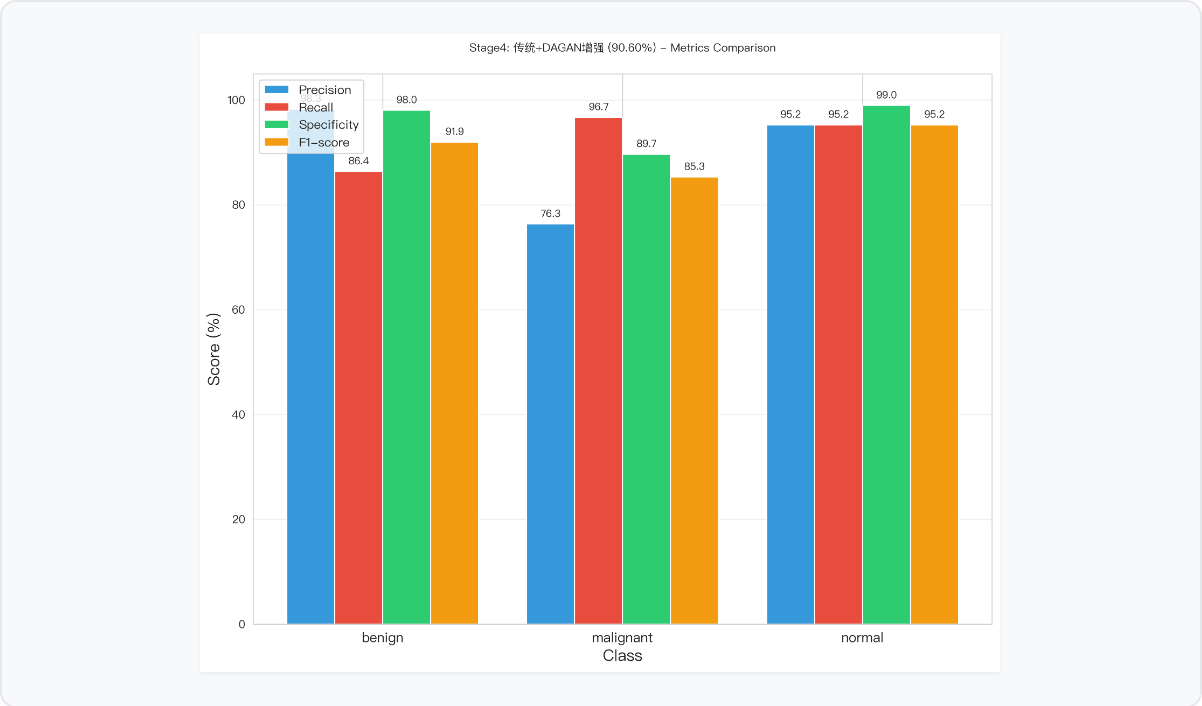 Stage4: 传统+DAGAN增强 (90.60%) – Metrics Comparison
Precision
Recall
Specificity
F1-score
98.3
86.4
98.0
91.9
76.3
96.7
89.7
85.3
95.2
95.2
99.0
95.2
100
80
60
40
20
0
Score (%)
benign
malignant
normal
Class